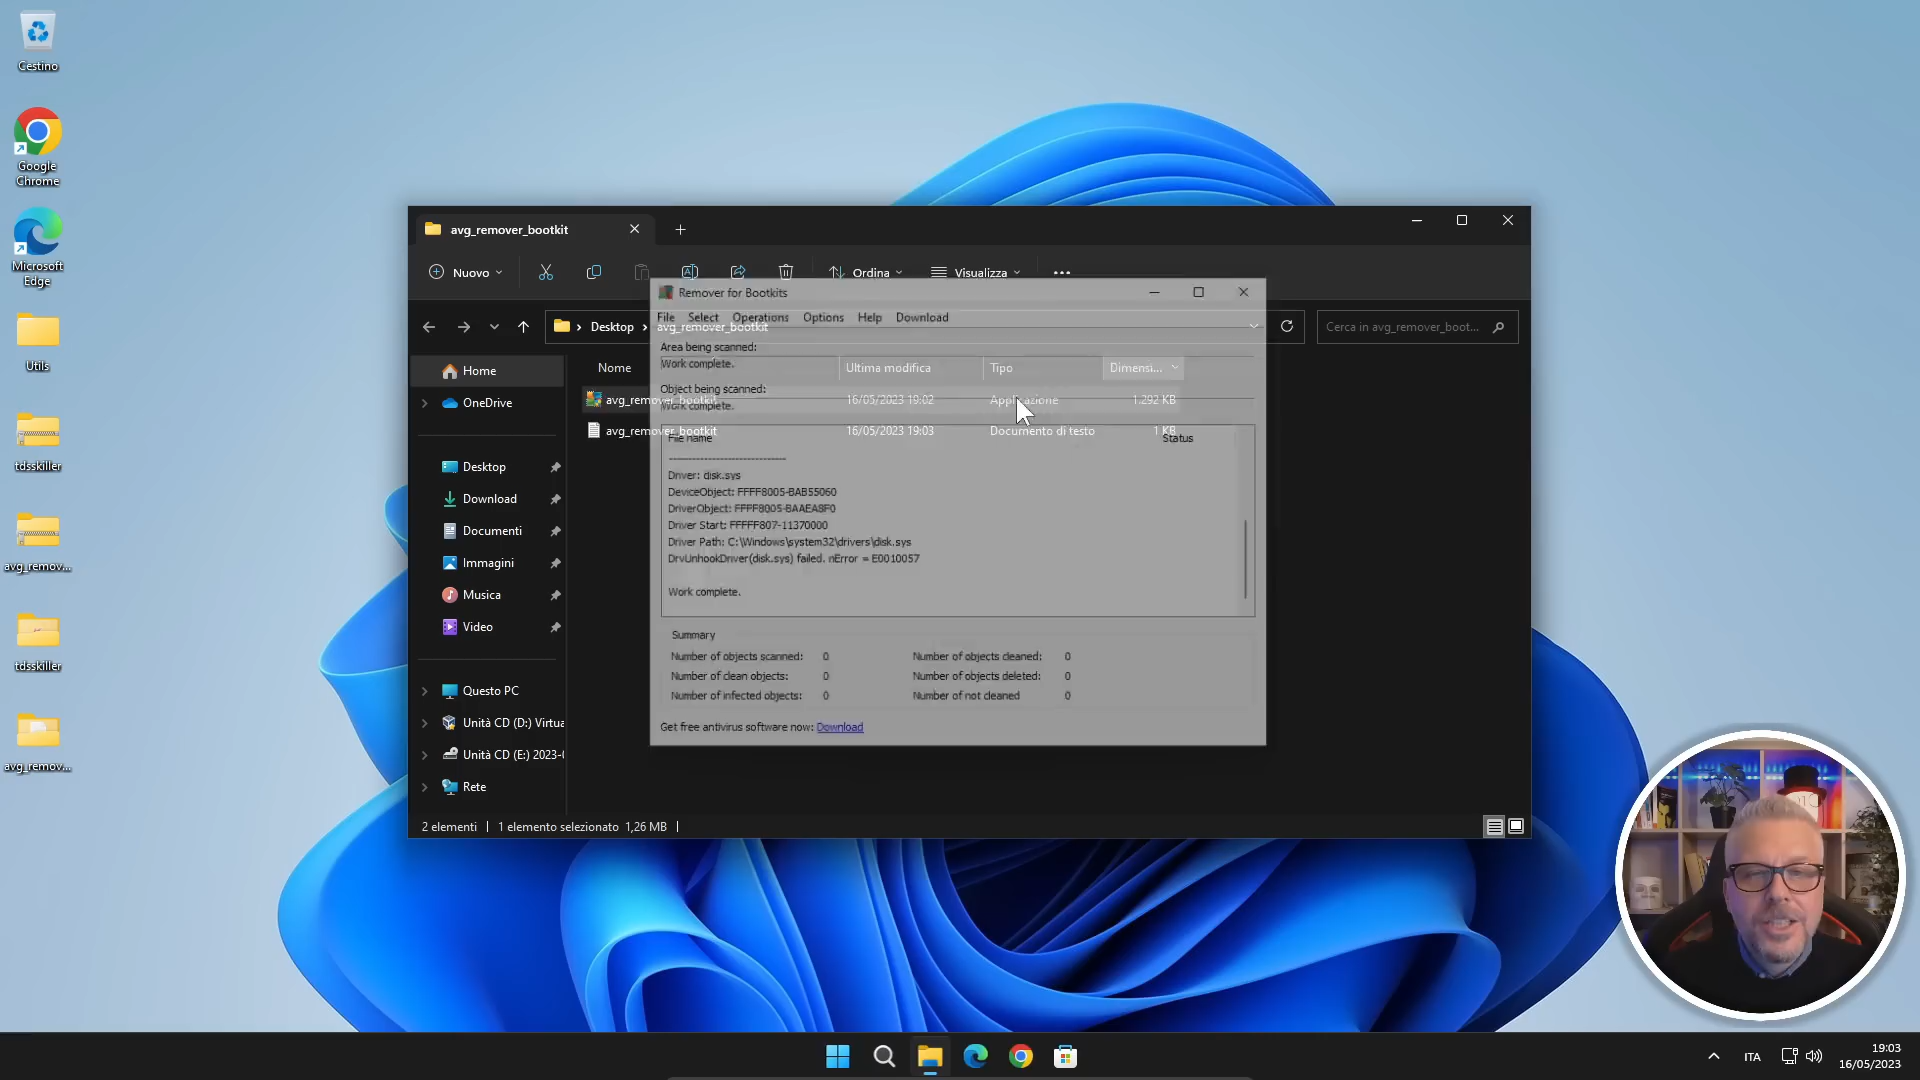 Cestino
Google Chrome
Microsoft Edge
Utils
tdsskiller
avg_remov...
tdsskiller
avg_remov...
avg_remover_bootkit
Nuovo
Ordina
Visualizza
Desktop
avg_remover_bootkit
Cerca in avg_remover_boot...
Home
OneDrive
Desktop
Download
Documenti
Immagini
Musica
Video
Questo PC
Unità CD (D:) Virtua
Unità CD (E:) 2023-
Rete
Nome
Ultima modifica
Tipo
Dimensi...
avg_remover_bootkit
16/05/2023 19:02
Applicazione
1.292 KB
avg_remover_bootkit
16/05/2023 19:03
Documento di testo
1 KB
2 elementi
1 elemento selezionato 1,26 MB
Remover for Bootkits
File Select Operations Options Help Download
Area being scanned:
Work complete.
Object being scanned:
Work complete.
File name
Status
------------------------------
Driver: disk.sys
DeviceObject: FFFF8005-BAB55060
DriverObject: FFFF8005-BAAEA8F0
Driver Start: FFFFF807-11370000
Driver Path: C:\Windows\system32\drivers\disk.sys
DrvUnhookDriver(disk.sys) failed. nError = E0010057
Work complete.
Summary
Number of objects scanned: 0
Number of objects cleaned: 0
Number of clean objects: 0
Number of objects deleted: 0
Number of infected objects: 0
Number of not cleaned 0
Get free antivirus software now: Download
ITA
19:03
16/05/2023